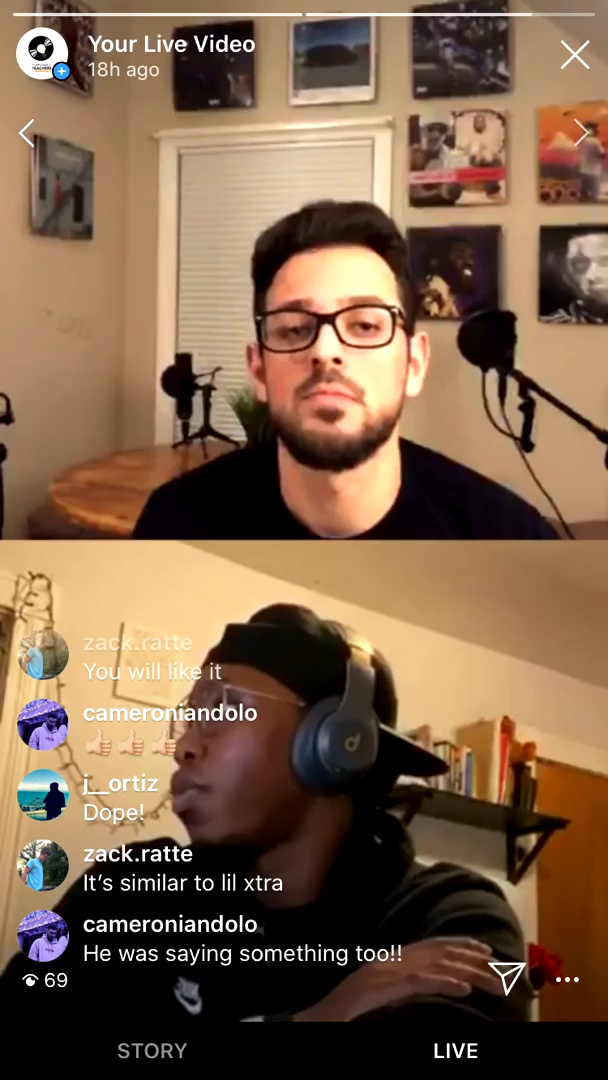 Your Live Video
18h ago
zack.ratte
You will like it
cameroniandolo
👍🏻👍🏻👍🏻
j__ortiz
Dope!
zack.ratte
It’s similar to lil xtra
cameroniandolo
He was saying something too!!
69
STORY
LIVE